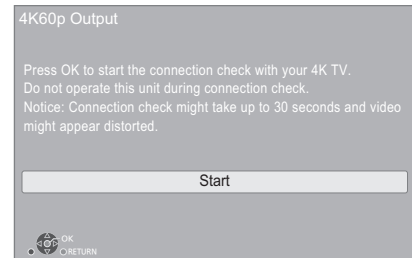 4K60p Output
Press OK to start the connection check with your 4K TV.
Do not operate this unit during connection check.
Notice: Connection check might take up to 30 seconds and video
might appear distorted.
Start
OK
RETURN